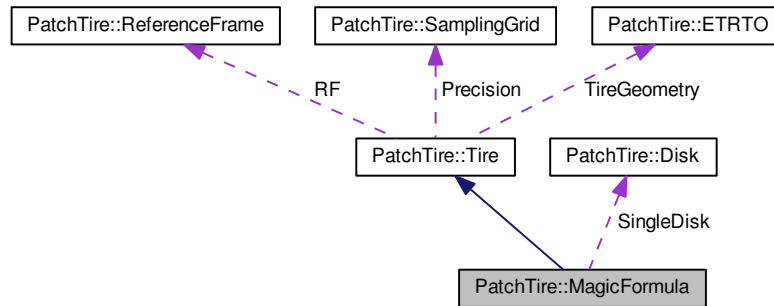 PatchTire::ReferenceFrame
PatchTire::SamplingGrid
PatchTire::ETRTO
RF
Precision
TireGeometry
PatchTire::Tire
PatchTire::Disk
SingleDisk
PatchTire::MagicFormula